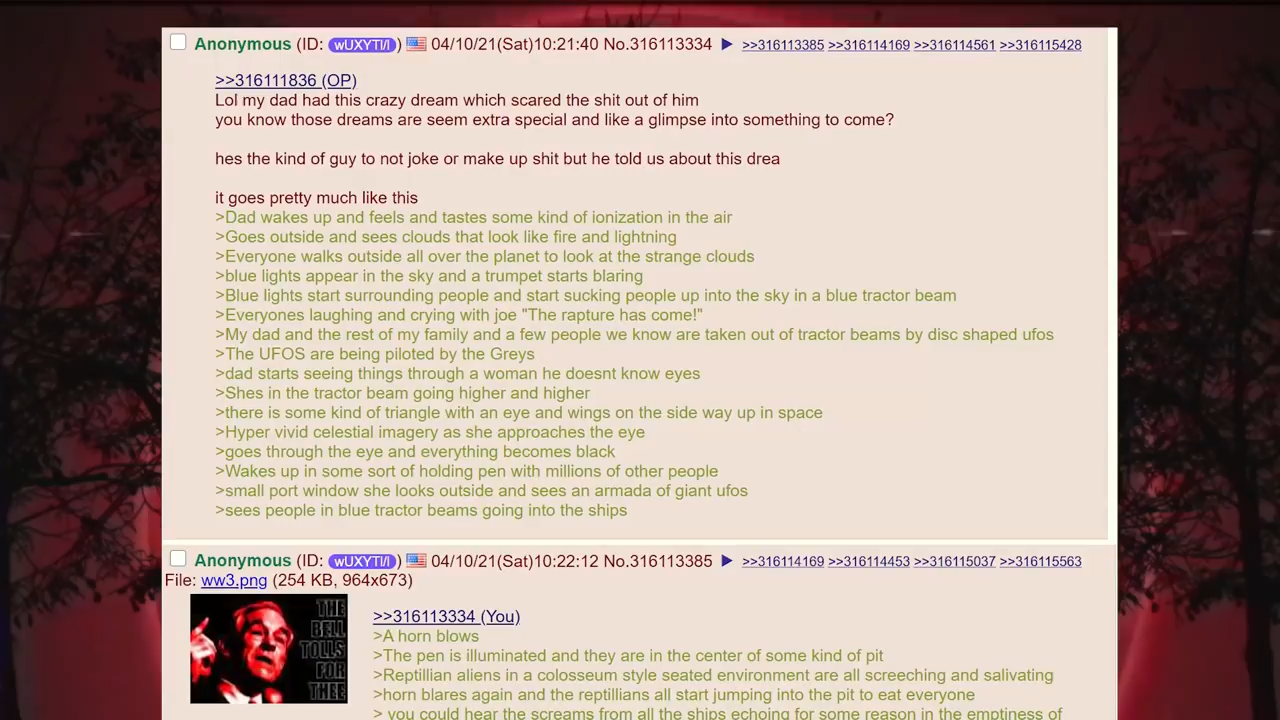 Anonymous (ID: wUXYTI/l) 04/10/21(Sat)10:21:40 No.316113334 ▶ >>316113385 >>316114169 >>316114561 >>316115428
>>316111836 (OP)
Lol my dad had this crazy dream which scared the shit out of him
you know those dreams are seem extra special and like a glimpse into something to come?
hes the kind of guy to not joke or make up shit but he told us about this drea
it goes pretty much like this
>Dad wakes up and feels and tastes some kind of ionization in the air
>Goes outside and sees clouds that look like fire and lightning
>Everyone walks outside all over the planet to look at the strange clouds
>blue lights appear in the sky and a trumpet starts blaring
>Blue lights start surrounding people and start sucking people up into the sky in a blue tractor beam
>Everyones laughing and crying with joe "The rapture has come!"
>My dad and the rest of my family and a few people we know are taken out of tractor beams by disc shaped ufos
>The UFOS are being piloted by the Greys
>dad starts seeing things through a woman he doesnt know eyes
>Shes in the tractor beam going higher and higher
>there is some kind of triangle with an eye and wings on the side way up in space
>Hyper vivid celestial imagery as she approaches the eye
>goes through the eye and everything becomes black
>Wakes up in some sort of holding pen with millions of other people
>small port window she looks outside and sees an armada of giant ufos
>sees people in blue tractor beams going into the ships
Anonymous (ID: wUXYTI/l) 04/10/21(Sat)10:22:12 No.316113385 ▶ >>316114169 >>316114453 >>316115037 >>316115563
File: ww3.png (254 KB, 964x673)
THE
BELL
TOLLS
FOR
THEE
>>316113334 (You)
>A horn blows
>The pen is illuminated and they are in the center of some kind of pit
>Reptillian aliens in a colosseum style seated environment are all screeching and salivating
>horn blares again and the reptillians all start jumping into the pit to eat everyone
> you could hear the screams from all the ships echoing for some reason in the emptiness of